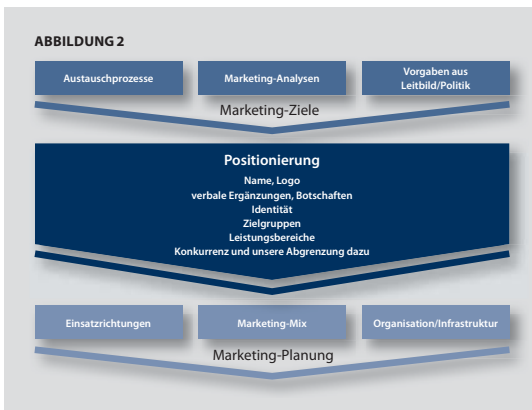 ABBILDUNG 2
Austauschprozesse
Marketing-Analysen
Vorgaben aus
Leitbild/Politik
Marketing-Ziele
Positionierung
Name, Logo
verbale Ergänzungen, Botschaften
Identität
Zielgruppen
Leistungsbereiche
Konkurrenz und unsere Abgrenzung dazu
Einsatzrichtungen
Marketing-Mix
Organisation/Infrastruktur
Marketing-Planung